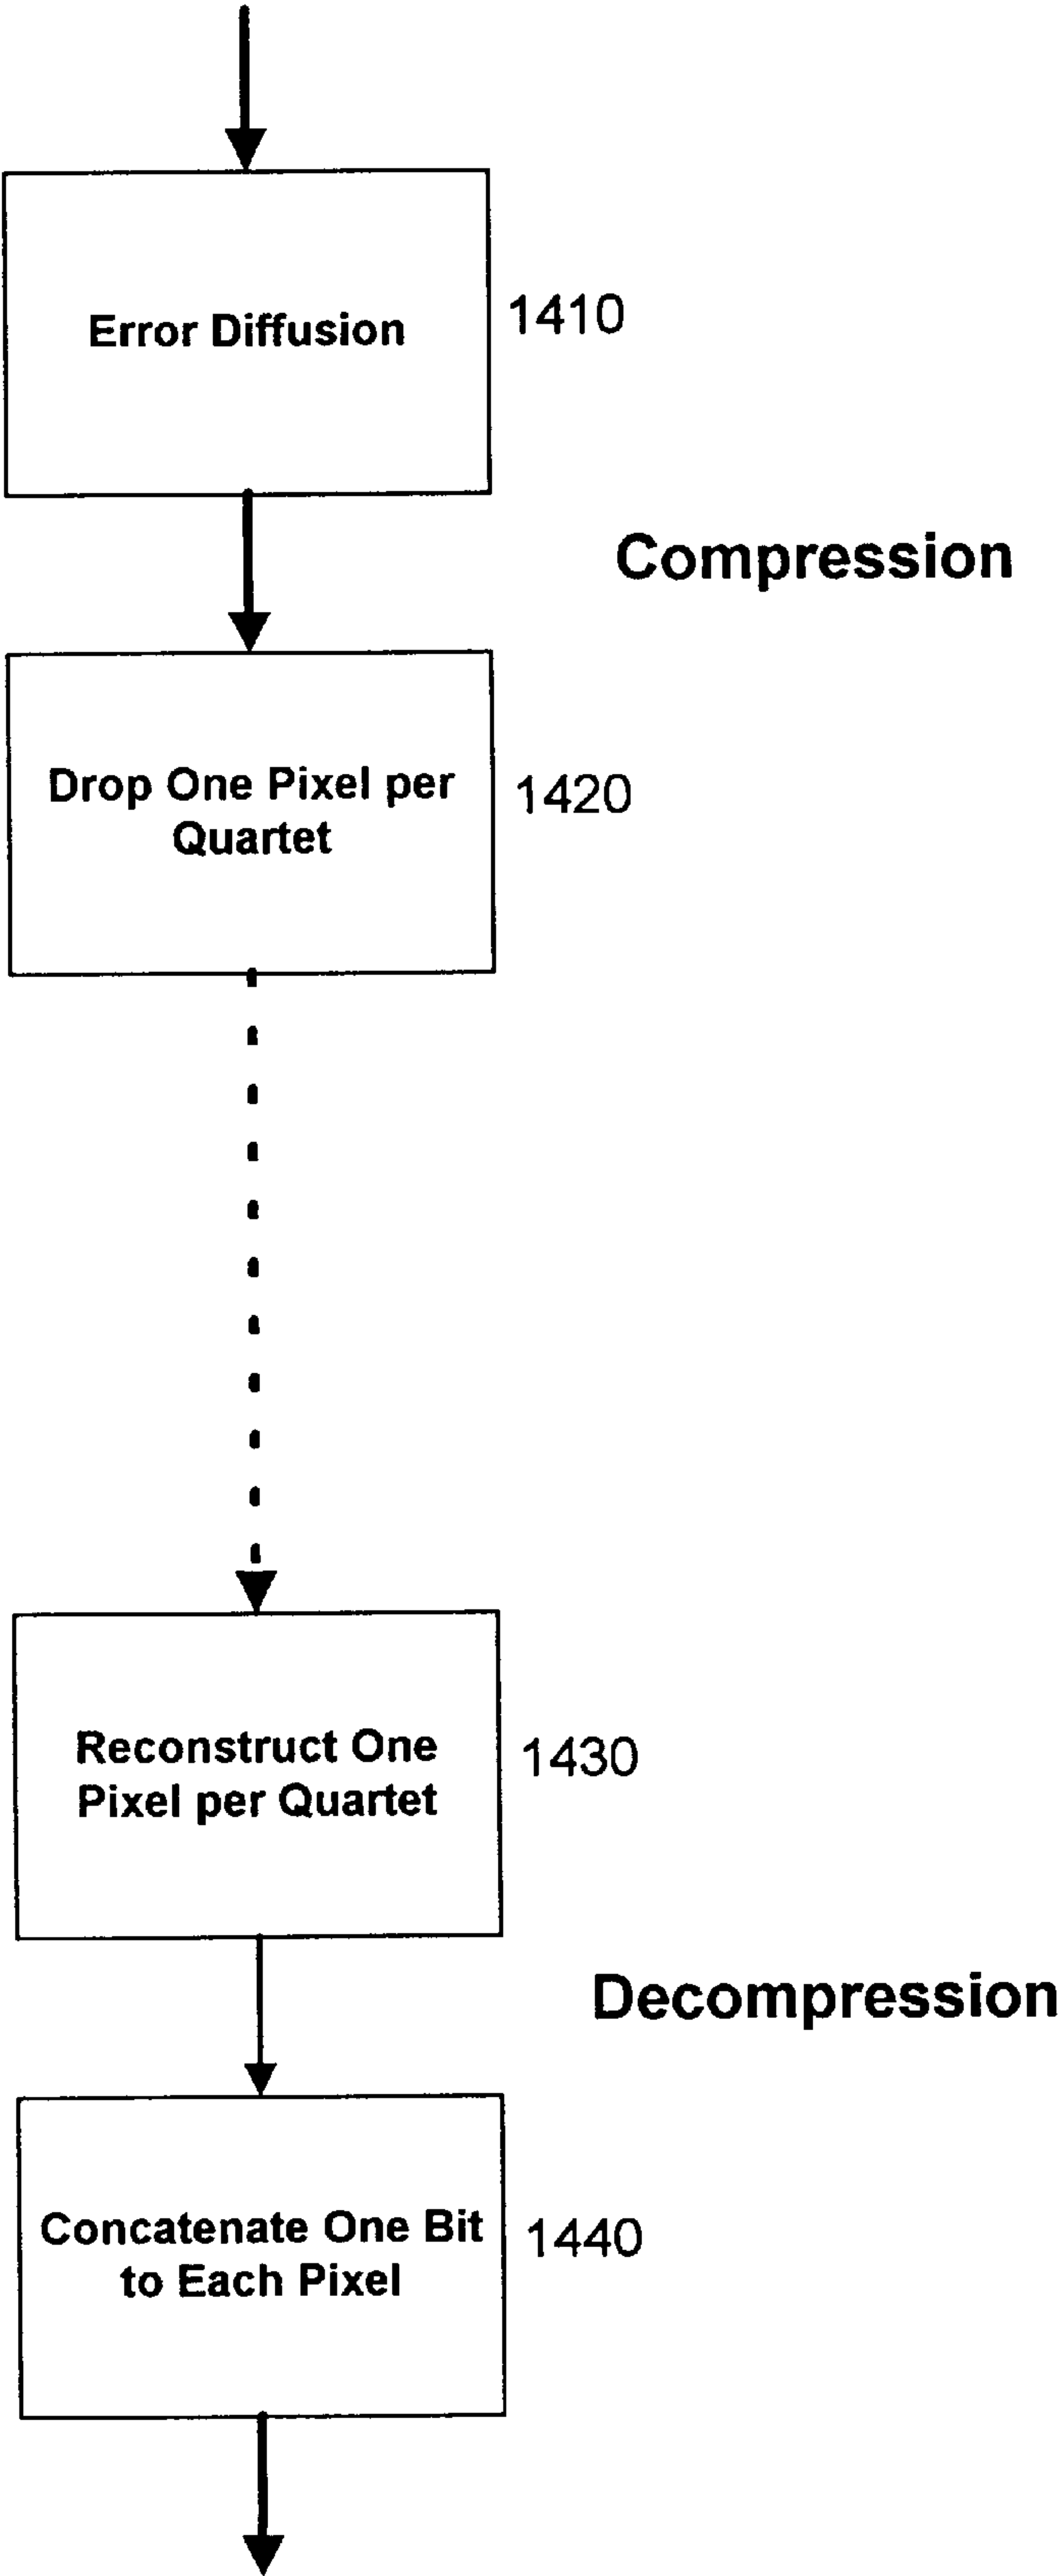 Error Diffusion
1410
Compression
Drop One Pixel per
Quartet
1420
Reconstruct One
Pixel per Quartet
1430
Decompression
Concatenate One Bit
to Each Pixel
1440